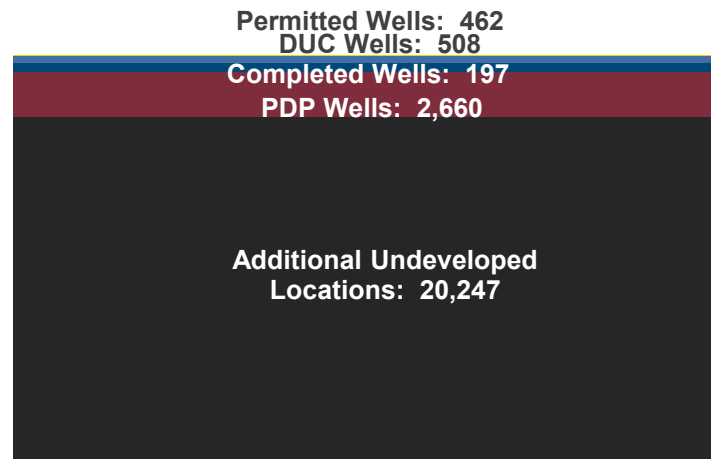 Permitted Wells: 462
DUC Wells: 508
Completed Wells: 197
PDP Wells: 2,660
Additional Undeveloped
Locations: 20,247